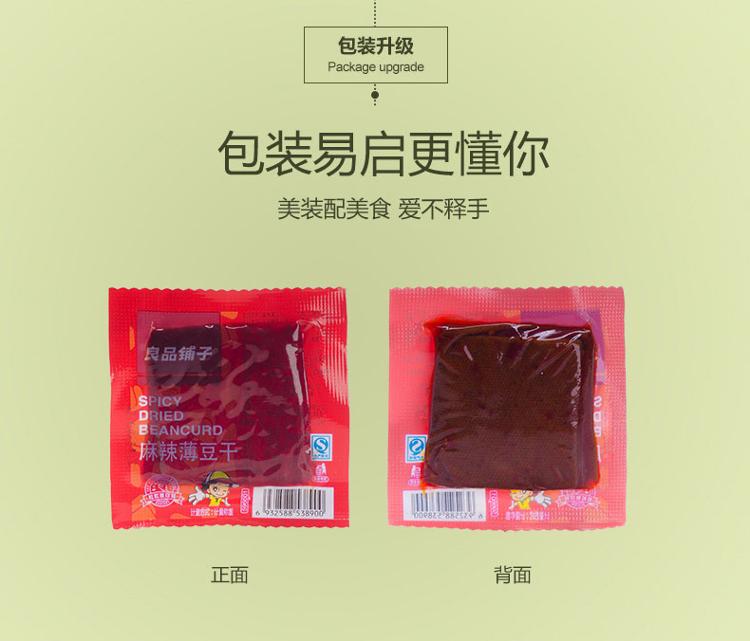 包装升级
Package upgrade
包装易启更懂你
美装配美食 爱不释手
良品铺子
SPICY
DRIED
BEANCURD
麻辣薄豆干
6 932588 538900
正面
背面